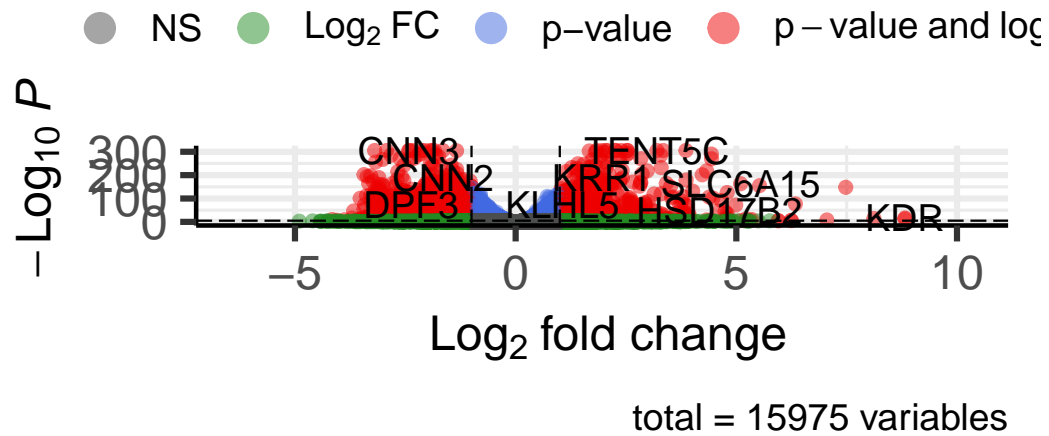 NS Log₂ FC p−value p − value and log
− Log₁₀ P
300
200
100
0
CNN3 TENT5C
CNN2 KRR1 SLC6A15
DPF3 KLHL5 HSD17B2
KDR
−5 0 5 10
Log₂ fold change
total = 15975 variables